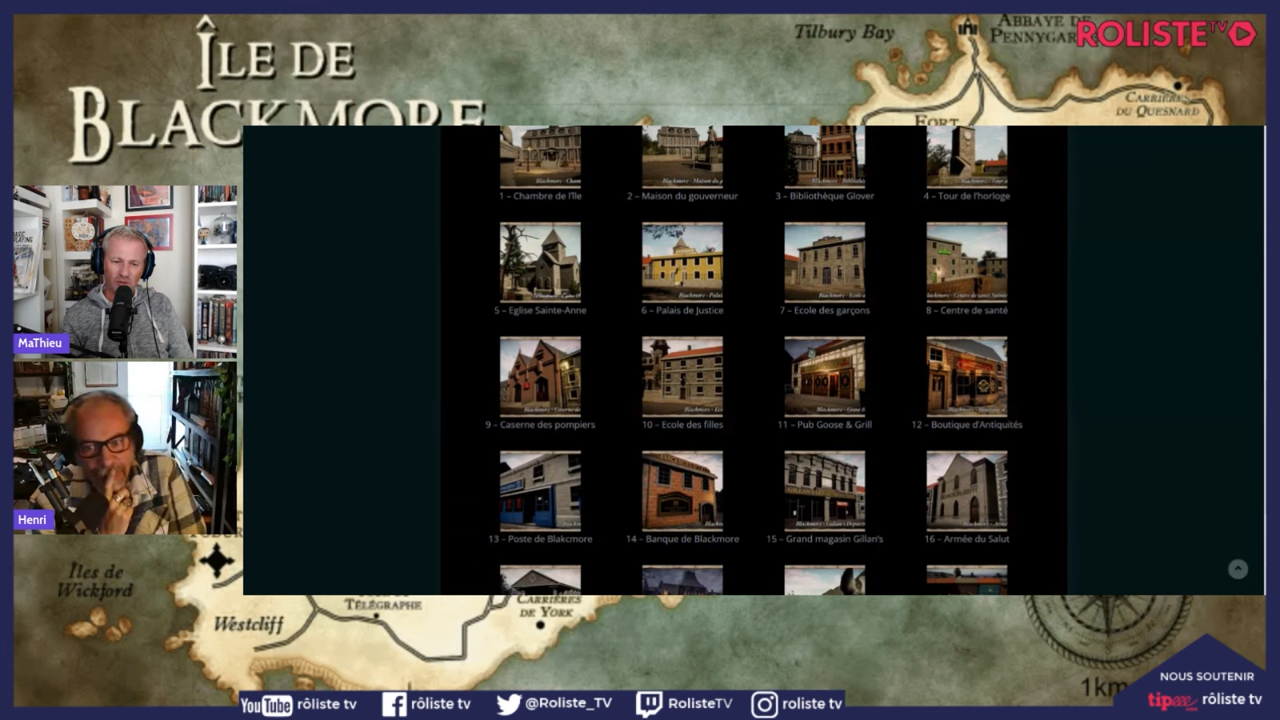 ÎLE DE
BLACKMORE
Tilbury Bay
ABBAYE DE
PENNYGAR
ROLISTE TV
CARRIÈRES
DU QUESNARD
FORT
1 – Chambre de l'île
2 – Maison du gouverneur
3 – Bibliothèque Glover
4 – Tour de l'horloge
5 – Eglise Sainte-Anne
6 – Palais de Justice
7 – Ecole des garçons
8 – Centre de santé
9 – Caserne des pompiers
10 – Ecole des filles
11 – Pub Goose & Grill
12 – Boutique d'Antiquités
13 – Poste de Blakcmore
14 – Banque de Blackmore
15 – Grand magasin Gillan's
16 – Armée du Salut
MaThieu
Henri
Iles de
Wickford
TÉLÉGRAPHE
CARRIÈRES
DE YORK
Westcliff
1km
NOUS SOUTENIR
tipeee rôliste tv
YouTube rôliste tv
rôliste tv
@Roliste_TV
RolisteTV
roliste tv